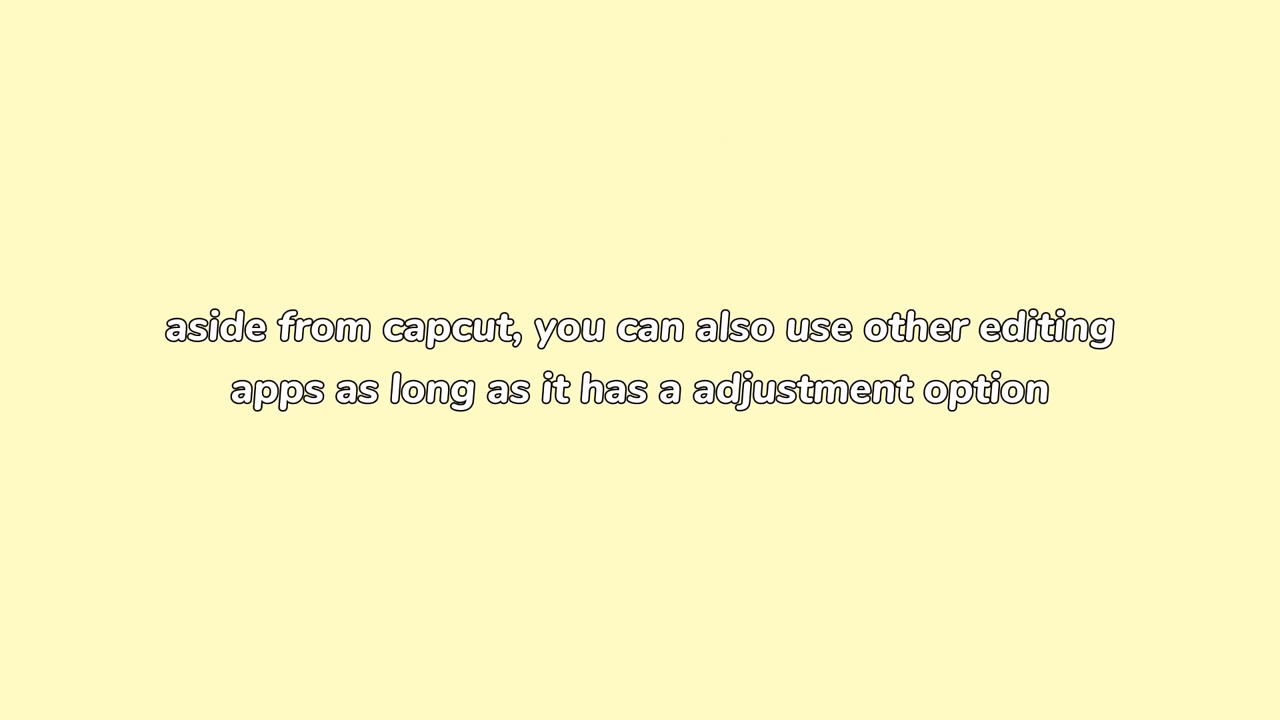 aside from capcut, you can also use other editing
apps as long as it has a adjustment option